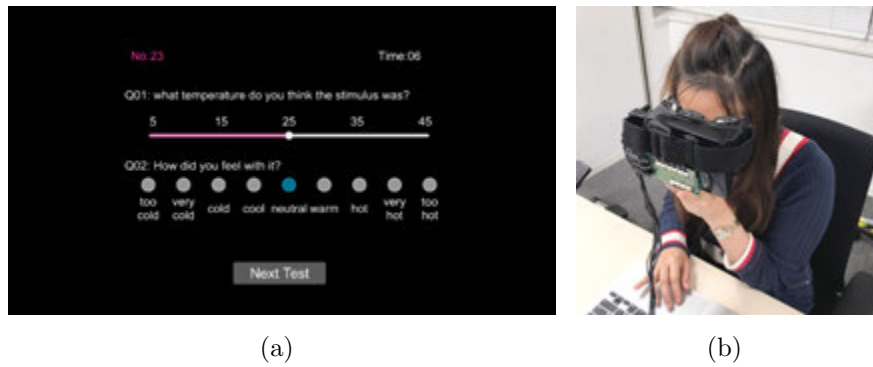 No.23 Time:06
Q01: what temperature do you think the stimulus was?
5 15 25 35 45
Q02: How did you feel with it?
too cold very cold cold cool neutral warm hot very hot too hot
Next Test
(a) (b)